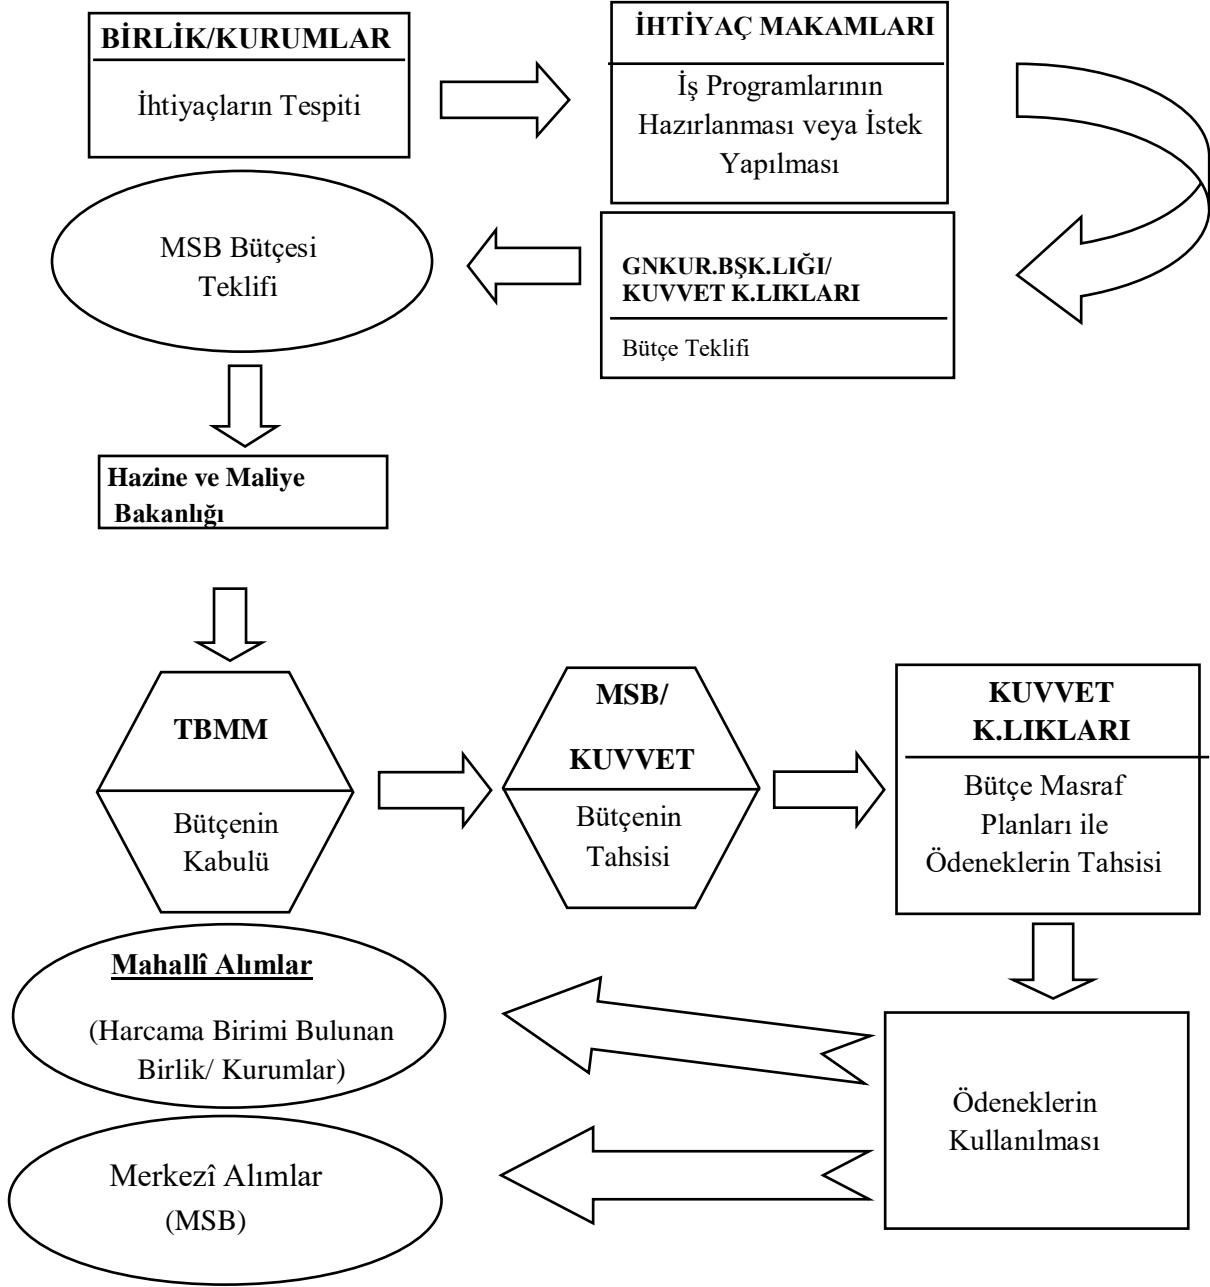 BİRLİK/KURUMLAR
İhtiyaçların Tespiti
İHTİYAÇ MAKAMLARI
İş Programlarının
Hazırlanması veya İstek
Yapılması
GNKUR.BŞK.LIĞI/
KUVVET K.LIKLARI
Bütçe Teklifi
MSB Bütçesi
Teklifi
Hazine ve Maliye
Bakanlığı
TBMM
Bütçenin
Kabulü
MSB/
KUVVET
Bütçenin
Tahsisi
KUVVET
K.LIKLARI
Bütçe Masraf
Planları ile
Ödeneklerin Tahsisi
Ödeneklerin
Kullanılması
Mahallî Alımlar
(Harcama Birimi Bulunan
Birlik/ Kurumlar)
Merkezî Alımlar
(MSB)